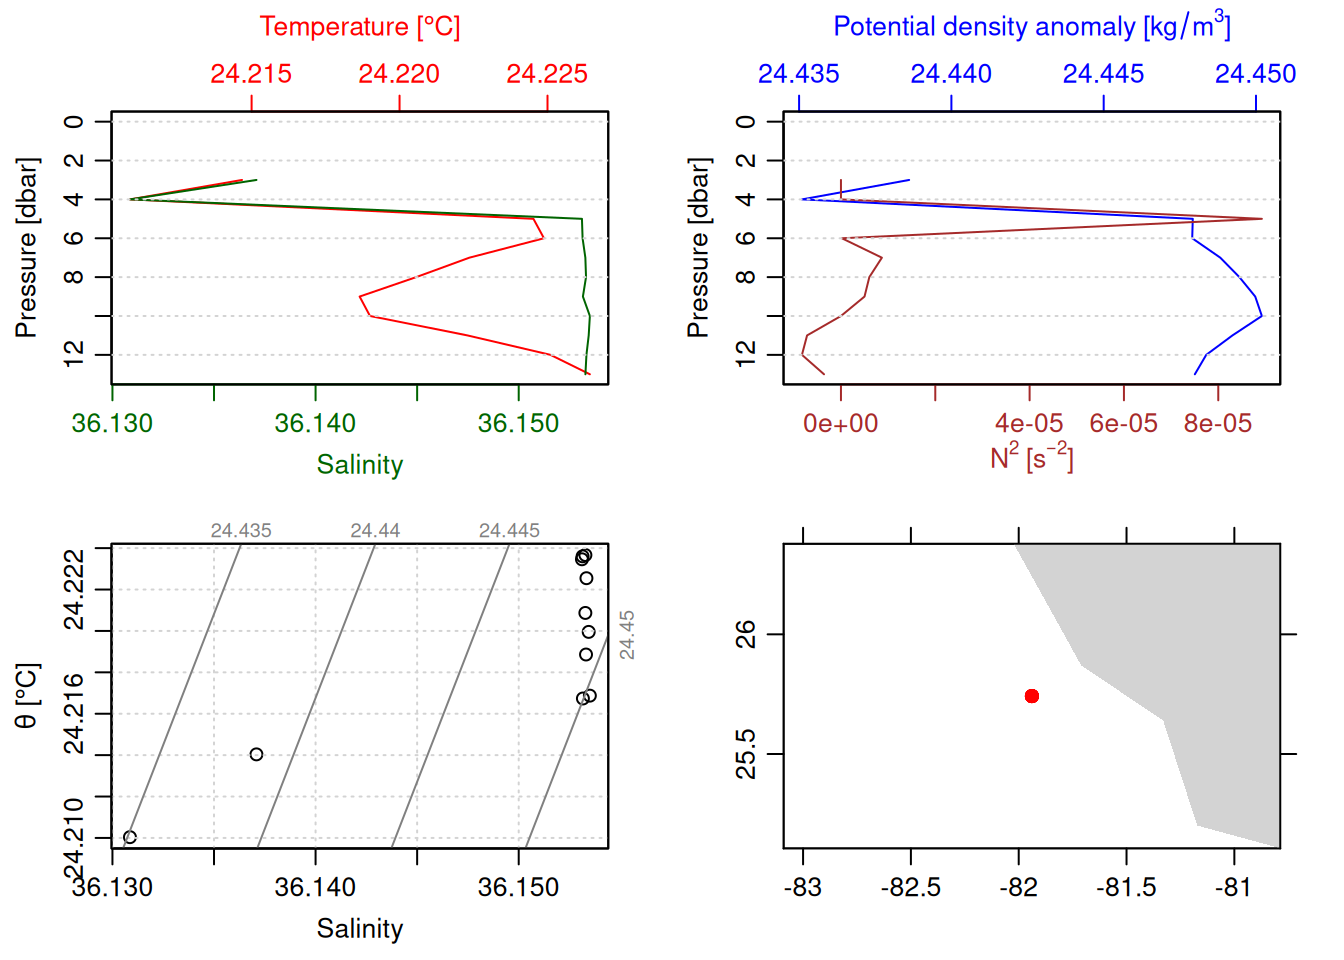 Temperature [°C]
24.215 24.220 24.225
Pressure [dbar]
0 2 4 6 8 12
36.130 36.140 36.150
Salinity
Potential density anomaly [kg/m³]
24.435 24.440 24.445 24.450
Pressure [dbar]
0 2 4 6 8 12
0e+00 4e-05 6e-05 8e-05
N² [s⁻²]
24.435 24.44 24.445
24.45
θ [°C]
24.210 24.216 24.222
36.130 36.140 36.150
Salinity
26
25.5
-83 -82.5 -82 -81.5 -81